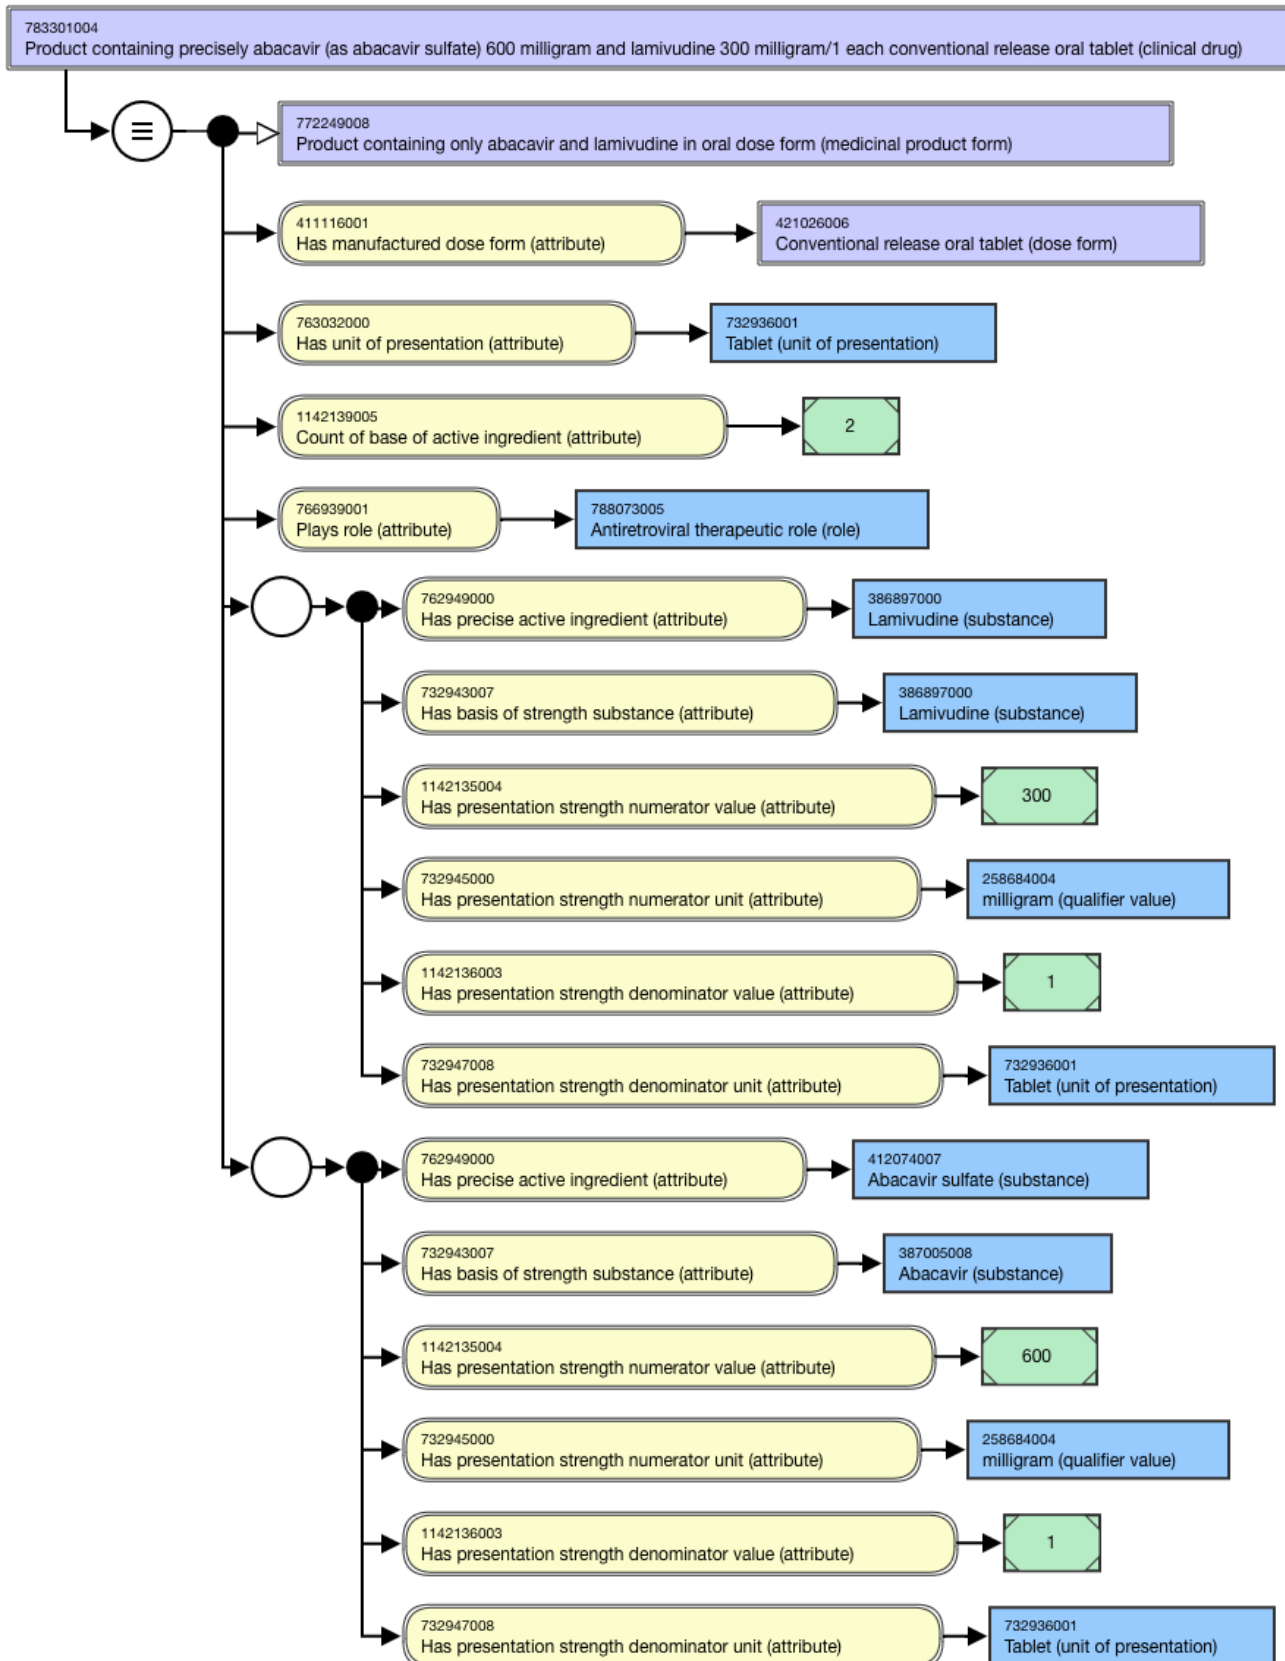 783301004
Product containing precisely abacavir (as abacavir sulfate) 600 milligram and lamivudine 300 milligram/1 each conventional release oral tablet (clinical drug)
772249008
Product containing only abacavir and lamivudine in oral dose form (medicinal product form)
411116001
Has manufactured dose form (attribute)
421026006
Conventional release oral tablet (dose form)
763032000
Has unit of presentation (attribute)
732936001
Tablet (unit of presentation)
1142139005
Count of base of active ingredient (attribute)
2
766939001
Plays role (attribute)
788073005
Antiretroviral therapeutic role (role)
762949000
Has precise active ingredient (attribute)
386897000
Lamivudine (substance)
732943007
Has basis of strength substance (attribute)
386897000
Lamivudine (substance)
1142135004
Has presentation strength numerator value (attribute)
300
732945000
Has presentation strength numerator unit (attribute)
258684004
milligram (qualifier value)
1142136003
Has presentation strength denominator value (attribute)
1
732947008
Has presentation strength denominator unit (attribute)
732936001
Tablet (unit of presentation)
762949000
Has precise active ingredient (attribute)
412074007
Abacavir sulfate (substance)
732943007
Has basis of strength substance (attribute)
387005008
Abacavir (substance)
1142135004
Has presentation strength numerator value (attribute)
600
732945000
Has presentation strength numerator unit (attribute)
258684004
milligram (qualifier value)
1142136003
Has presentation strength denominator value (attribute)
1
732947008
Has presentation strength denominator unit (attribute)
732936001
Tablet (unit of presentation)